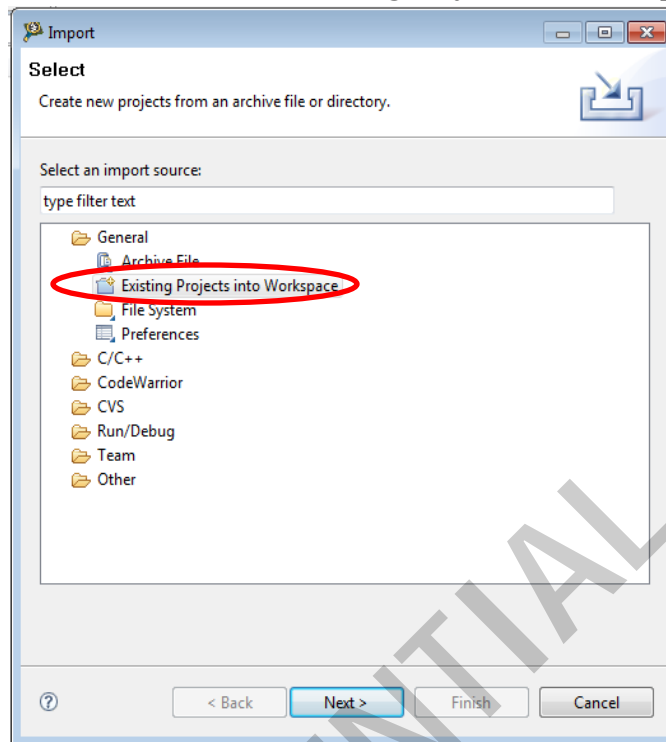 Import
Select
Create new projects from an archive file or directory.
Select an import source:
type filter text
General
Archive File
Existing Projects into Workspace
File System
Preferences
C/C++
CodeWarrior
CVS
Run/Debug
Team
Other
< Back Next > Finish Cancel